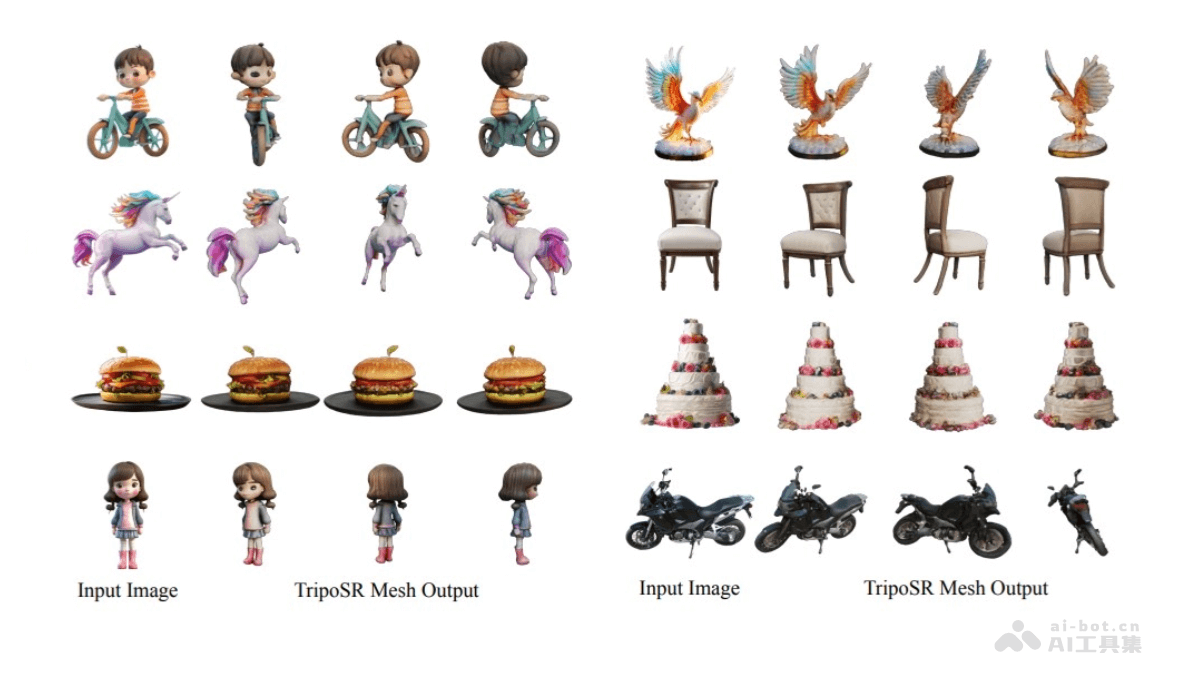 Input Image
TripoSR Mesh Output
Input Image
TripoSR Mesh Output
ai-bot.cn
AI工具集